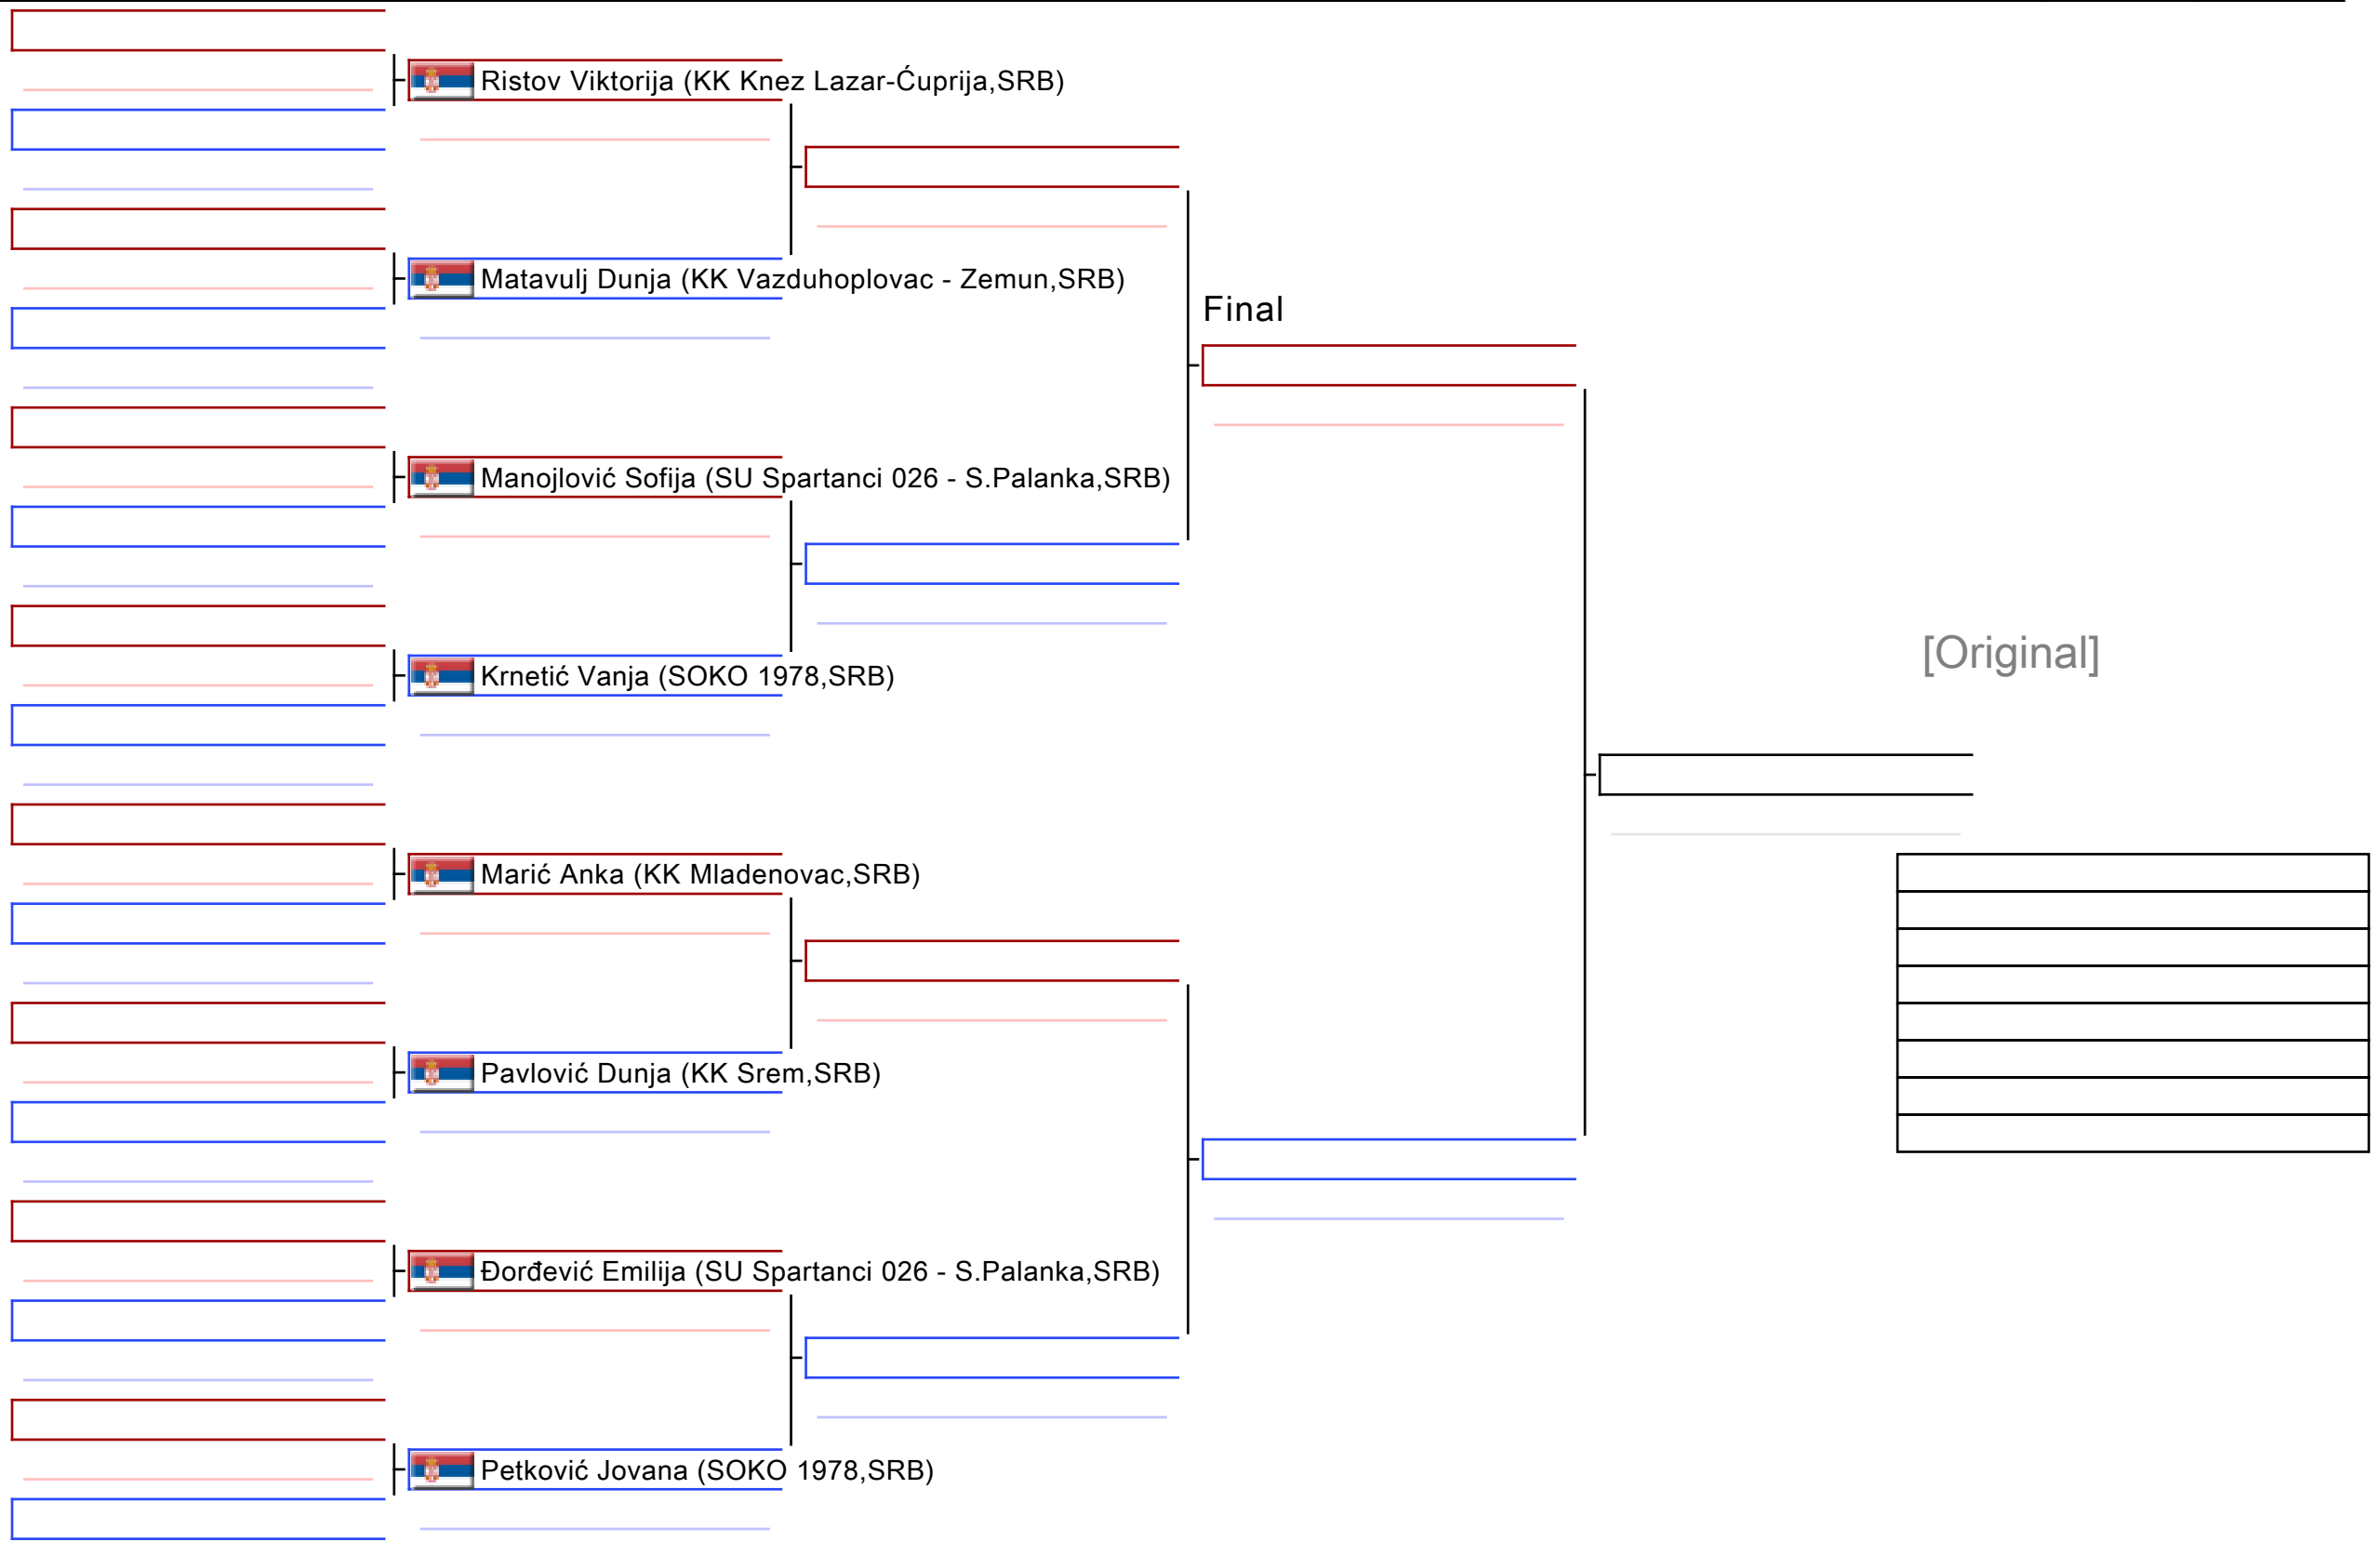 Ristov Viktorija (KK Knez Lazar-Ćuprija,SRB)
Matavulj Dunja (KK Vazduhoplovac - Zemun,SRB)
Final
Manojlović Sofija (SU Spartanci 026 - S.Palanka,SRB)
[Original]
Krnetić Vanja (SOKO 1978,SRB)
Marić Anka (KK Mladenovac,SRB)
Pavlović Dunja (KK Srem,SRB)
Đorđević Emilija (SU Spartanci 026 - S.Palanka,SRB)
Petković Jovana (SOKO 1978,SRB)